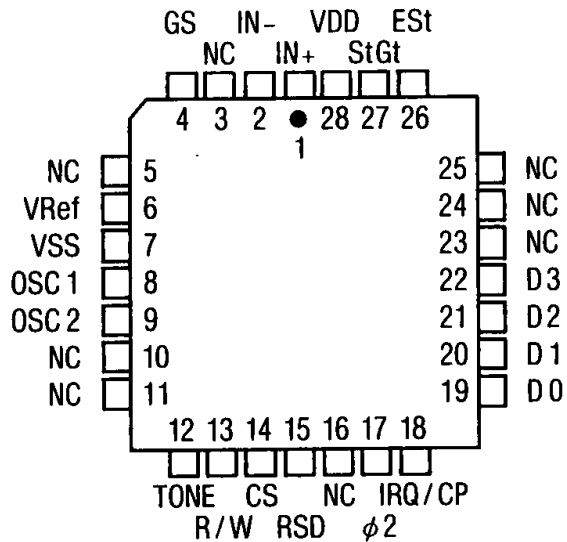 GS IN- VDD ESt
NC IN+ StGt
4 3 2 1 28 27 26
NC 5
VRef 6
VSS 7
OSC 1 8
OSC 2 9
NC 10
NC 11
25 NC
24 NC
23 NC
22 D3
21 D2
20 D1
19 D0
12 13 14 15 16 17 18
TONE CS NC IRQ/CP
R/W RSD ϕ2